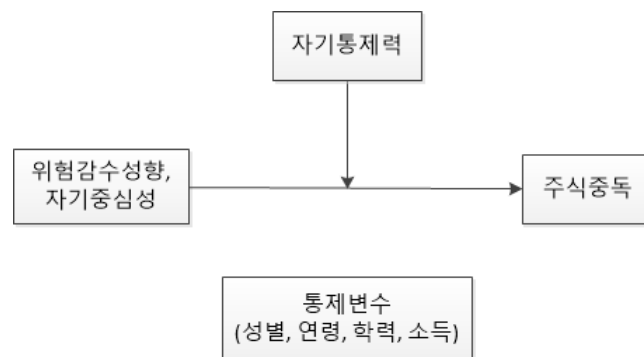 자기통제력
위험감수성향,
자기중심성
주식중독
통제변수
(성별, 연령, 학력, 소득)